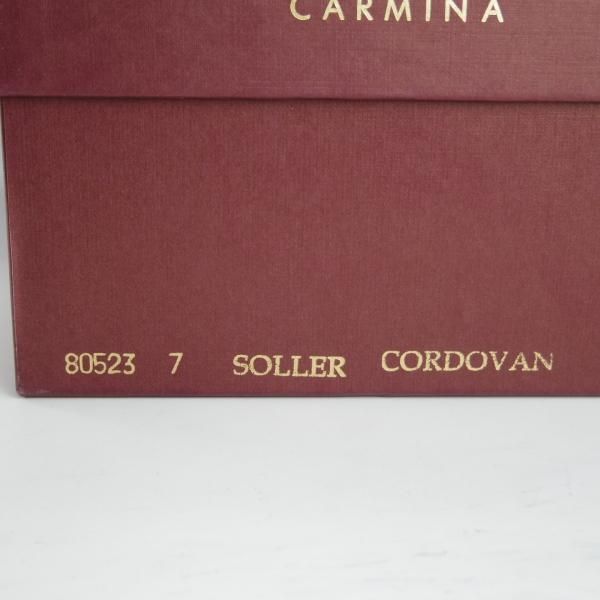 CARMINA
80523 7 SOLLER CORDOVAN